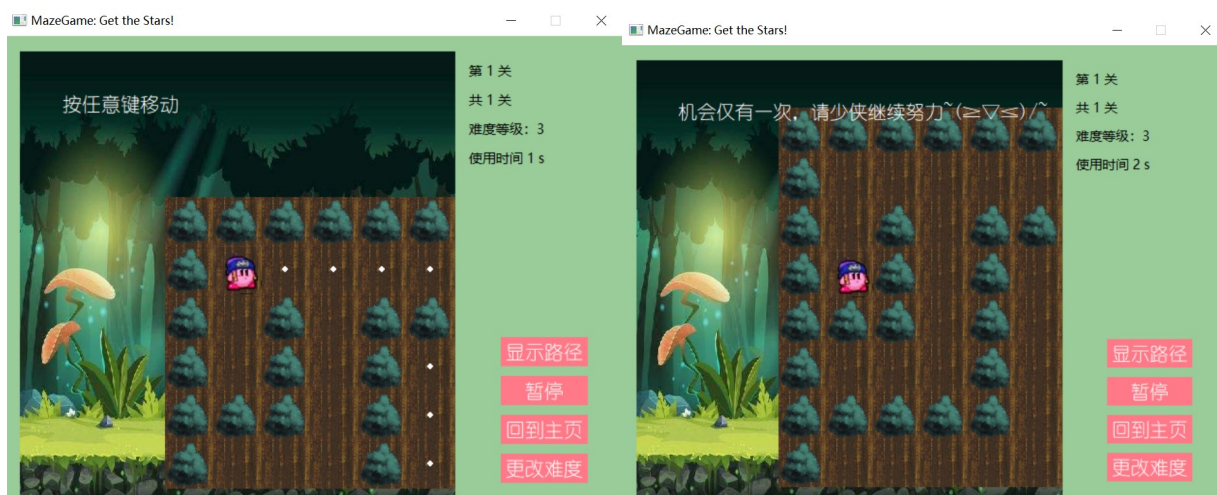 MazeGame: Get the Stars!
按任意键移动
第 1 关
共 1 关
难度等级：3
使用时间 1 s
显示路径
暂停
回到主页
更改难度
MazeGame: Get the Stars!
机会仅有一次，请少侠继续努力~(≥▽≤)/~
第 1 关
共 1 关
难度等级：3
使用时间 2 s
显示路径
暂停
回到主页
更改难度